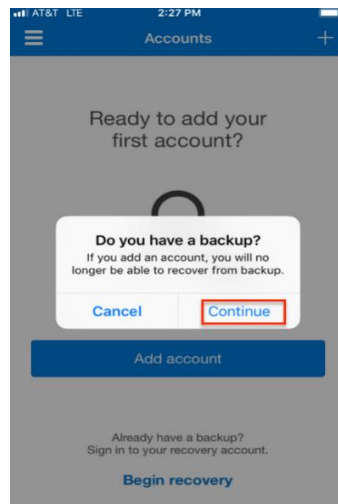 AT&T LTE 2:27 PM
Accounts
Ready to add your
first account?
Do you have a backup?
If you add an account, you will no
longer be able to recover from backup.
Cancel Continue
Add account
Already have a backup?
Sign in to your recovery account.
Begin recovery